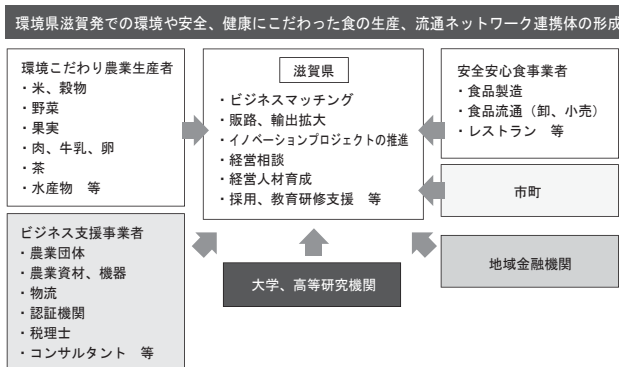 環境県滋賀発での環境や安全、健康にこだわった食の生産、流通ネットワーク連携体の形成
環境こだわり農業生産者
・米、穀物
・野菜
・果実
・肉、牛乳、卵
・茶
・水産物　等
滋賀県
・ビジネスマッチング
・販路、輸出拡大
・イノベーションプロジェクトの推進
・経営相談
・経営人材育成
・採用、教育研修支援　等
安全安心食事業者
・食品製造
・食品流通（卸、小売）
・レストラン　等
市町
ビジネス支援事業者
・農業団体
・農業資材、機器
・物流
・認証機関
・税理士
・コンサルタント　等
大学、高等研究機関
地域金融機関